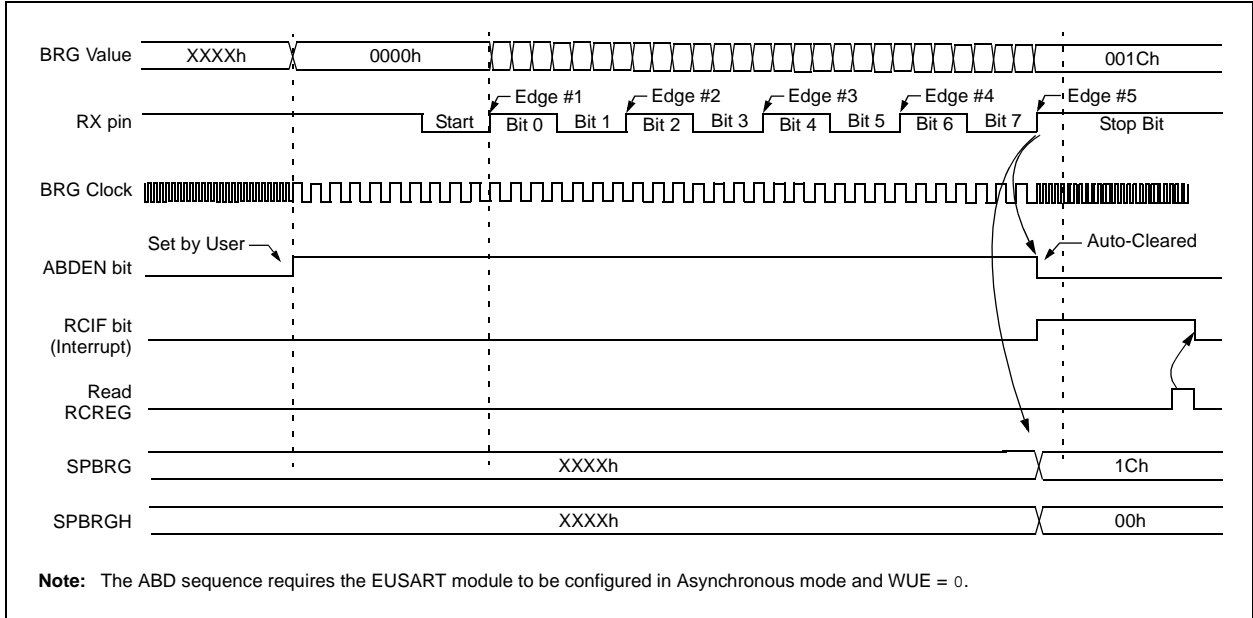 BRG Value
XXXXh
0000h
001Ch
Edge #1
Edge #2
Edge #3
Edge #4
Edge #5
RX pin
Start
Bit 0
Bit 1
Bit 2
Bit 3
Bit 4
Bit 5
Bit 6
Bit 7
Stop Bit
BRG Clock
Set by User
Auto-Cleared
ABDEN bit
RCIF bit
(Interrupt)
Read
RCREG
SPBRG
XXXXh
1Ch
SPBRGH
XXXXh
00h
Note: The ABD sequence requires the EUSART module to be configured in Asynchronous mode and WUE = 0.